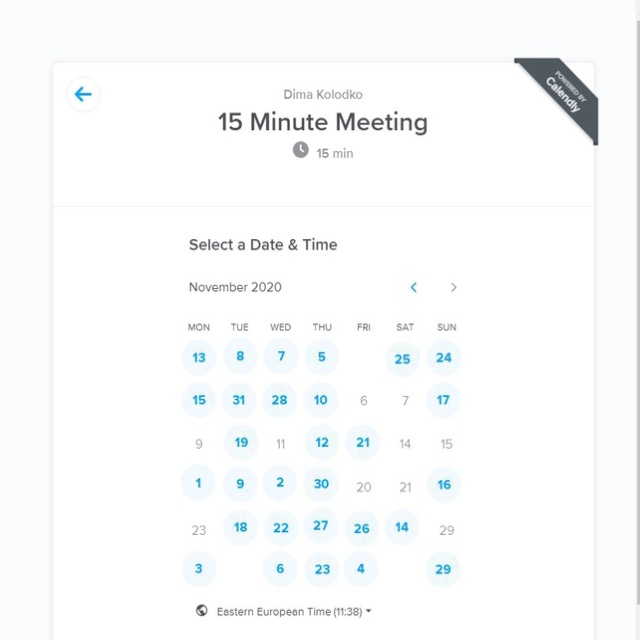 POWERED BY
Calendly
Dima Kolodko
15 Minute Meeting
15 min
Select a Date & Time
November 2020
MON TUE WED THU FRI SAT SUN
13 8 7 5 25 24
15 31 28 10 6 7 17
9 19 11 12 21 14 15
1 9 2 30 20 21 16
23 18 22 27 26 14 29
3 6 23 4 29
Eastern European Time (11:38)